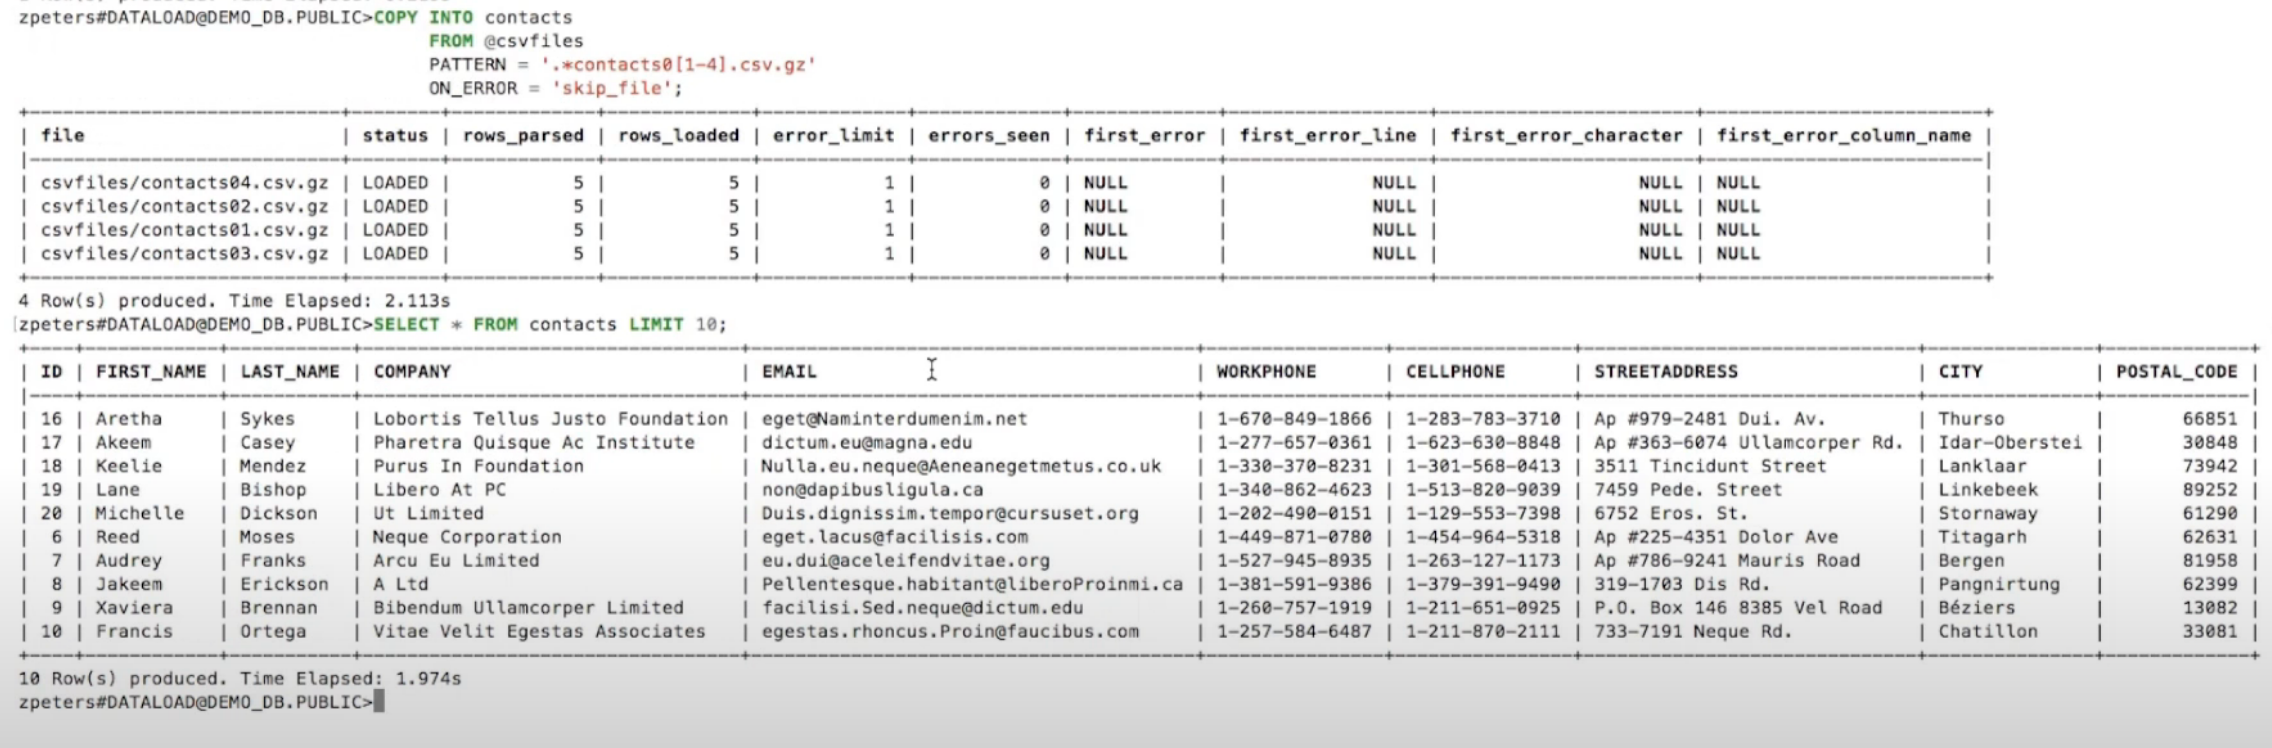 zpeters#DATALOAD@DEMO_DB.PUBLIC>COPY INTO contacts
FROM @csvfiles
PATTERN = '.*contacts0[1-4].csv.gz'
ON_ERROR = 'skip_file';
| file | status | rows_parsed | rows_loaded | error_limit | errors_seen | first_error | first_error_line | first_error_character | first_error_column_name |
| csvfiles/contacts04.csv.gz | LOADED | 5 | 5 | 1 | 0 | NULL | NULL | NULL | NULL |
| csvfiles/contacts02.csv.gz | LOADED | 5 | 5 | 1 | 0 | NULL | NULL | NULL | NULL |
| csvfiles/contacts01.csv.gz | LOADED | 5 | 5 | 1 | 0 | NULL | NULL | NULL | NULL |
| csvfiles/contacts03.csv.gz | LOADED | 5 | 5 | 1 | 0 | NULL | NULL | NULL | NULL |
4 Row(s) produced. Time Elapsed: 2.113s
zpeters#DATALOAD@DEMO_DB.PUBLIC>SELECT * FROM contacts LIMIT 10;
| ID | FIRST_NAME | LAST_NAME | COMPANY | EMAIL | WORKPHONE | CELLPHONE | STREETADDRESS | CITY | POSTAL_CODE |
| 16 | Aretha | Sykes | Lobortis Tellus Justo Foundation | eget@Naminterdumenim.net | 1-670-849-1866 | 1-283-783-3710 | Ap #979-2481 Dui. Av. | Thurso | 66851 |
| 17 | Akeem | Casey | Pharetra Quisque Ac Institute | dictum.eu@magna.edu | 1-277-657-0361 | 1-623-630-8848 | Ap #363-6074 Ullamcorper Rd. | Idar-Oberstei | 30848 |
| 18 | Keelie | Mendez | Purus In Foundation | Nulla.eu.neque@Aeneanegetmetus.co.uk | 1-330-370-8231 | 1-301-568-0413 | 3511 Tincidunt Street | Lanklaar | 73942 |
| 19 | Lane | Bishop | Libero At PC | non@dapibusligula.ca | 1-340-862-4623 | 1-513-820-9039 | 7459 Pede. Street | Linkebeek | 89252 |
| 20 | Michelle | Dickson | Ut Limited | Duis.dignissim.tempor@cursuset.org | 1-202-490-0151 | 1-129-553-7398 | 6752 Eros. St. | Stornaway | 61290 |
| 6 | Reed | Moses | Neque Corporation | eget.lacus@facilisis.com | 1-449-871-0780 | 1-454-964-5318 | Ap #225-4351 Dolor Ave | Titagarh | 62631 |
| 7 | Audrey | Franks | Arcu Eu Limited | eu.dui@aceleifendvitae.org | 1-527-945-8935 | 1-263-127-1173 | Ap #786-9241 Mauris Road | Bergen | 81958 |
| 8 | Jakeem | Erickson | A Ltd | Pellentesque.habitant@liberoProinmi.ca | 1-381-591-9386 | 1-379-391-9490 | 319-1703 Dis Rd. | Pangnirtung | 62399 |
| 9 | Xaviera | Brennan | Bibendum Ullamcorper Limited | facilisi.Sed.neque@dictum.edu | 1-260-757-1919 | 1-211-651-0925 | P.O. Box 146 8385 Vel Road | Béziers | 13082 |
| 10 | Francis | Ortega | Vitae Velit Egestas Associates | egestas.rhoncus.Proin@faucibus.com | 1-257-584-6487 | 1-211-870-2111 | 733-7191 Neque Rd. | Chatillon | 33081 |
10 Row(s) produced. Time Elapsed: 1.974s
zpeters#DATALOAD@DEMO_DB.PUBLIC>